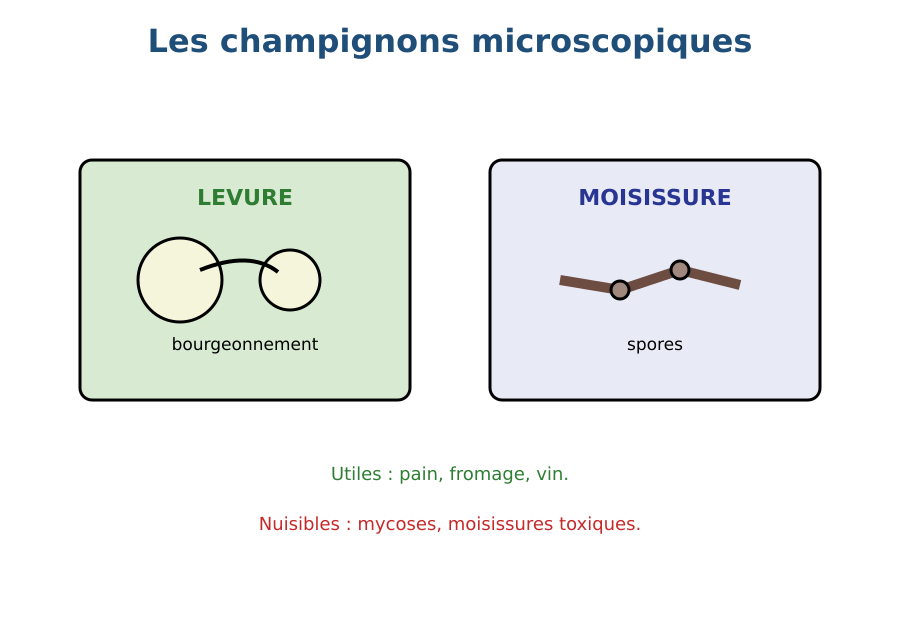 Les champignons microscopiques
LEVURE
bourgeonnement
MOISISSURE
spores
Utiles : pain, fromage, vin.
Nuisibles : mycoses, moisissures toxiques.